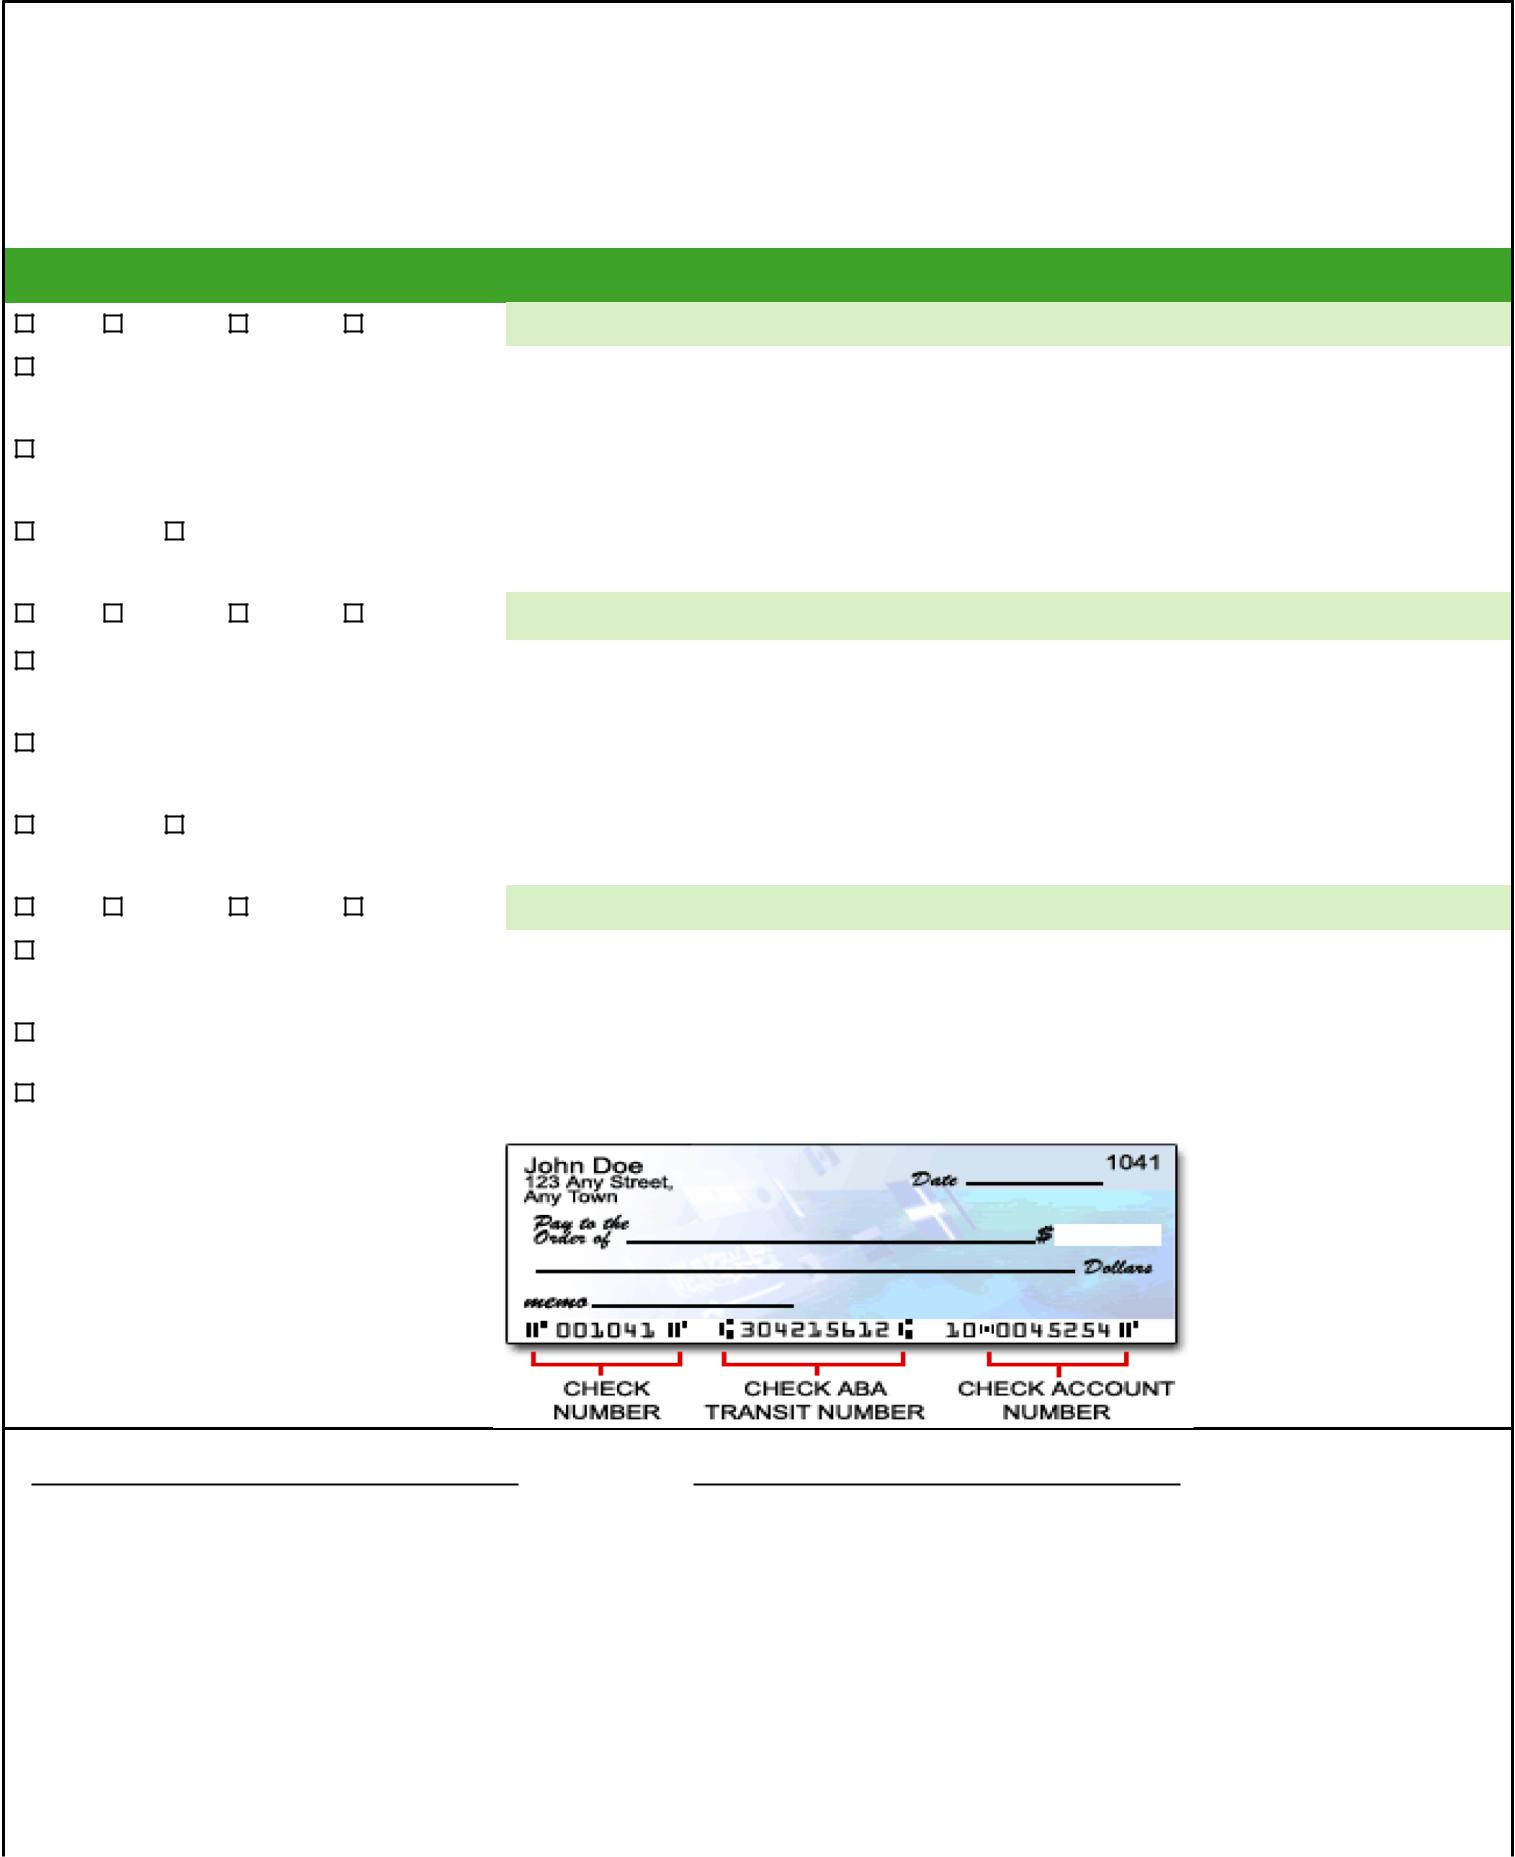 John Doe
1041
123 Any Street,
Any Town
Date
Pay to the
Order of
$
Dollars
memo
⑈ 001041 ⑈ ⑆ 304215612 ⑆ 10⑉0045254 ⑈
CHECK
NUMBER
CHECK ABA
TRANSIT NUMBER
CHECK ACCOUNT
NUMBER